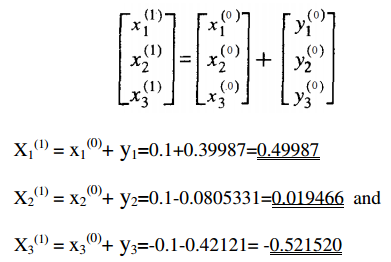 [x₁⁽¹⁾] [x₁⁽⁰⁾] [y₁⁽⁰⁾]
[x₂⁽¹⁾] = [x₂⁽⁰⁾] + [y₂⁽⁰⁾]
[x₃⁽¹⁾] [x₃⁽⁰⁾] [y₃⁽⁰⁾]
X₁⁽¹⁾ = x₁⁽⁰⁾+ y₁=0.1+0.39987=0.49987
X₂⁽¹⁾ = x₂⁽⁰⁾+ y₂=0.1-0.0805331=0.019466 and
X₃⁽¹⁾ = x₃⁽⁰⁾+ y₃=-0.1-0.42121= -0.521520